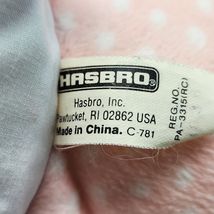 HASBRO®
Hasbro, Inc.
Pawtucket, RI 02862 USA
Made in China. C-781
REG.NO.
PA-3315(RC)